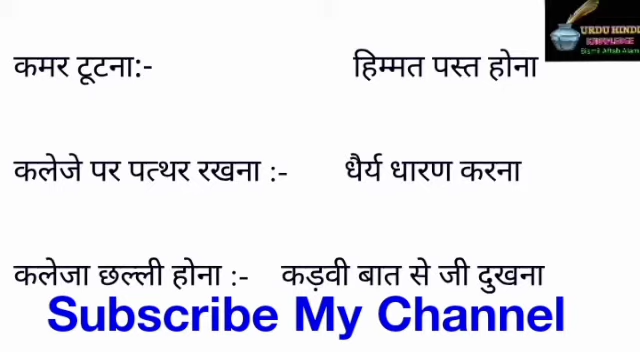 URDU HINDI
KNOWLEDGE
कमर टूटना:- हिम्मत पस्त होना
कलेजे पर पत्थर रखना :- धैर्य धारण करना
कलेजा छल्ली होना :- कड़वी बात से जी दुखना
Subscribe My Channel